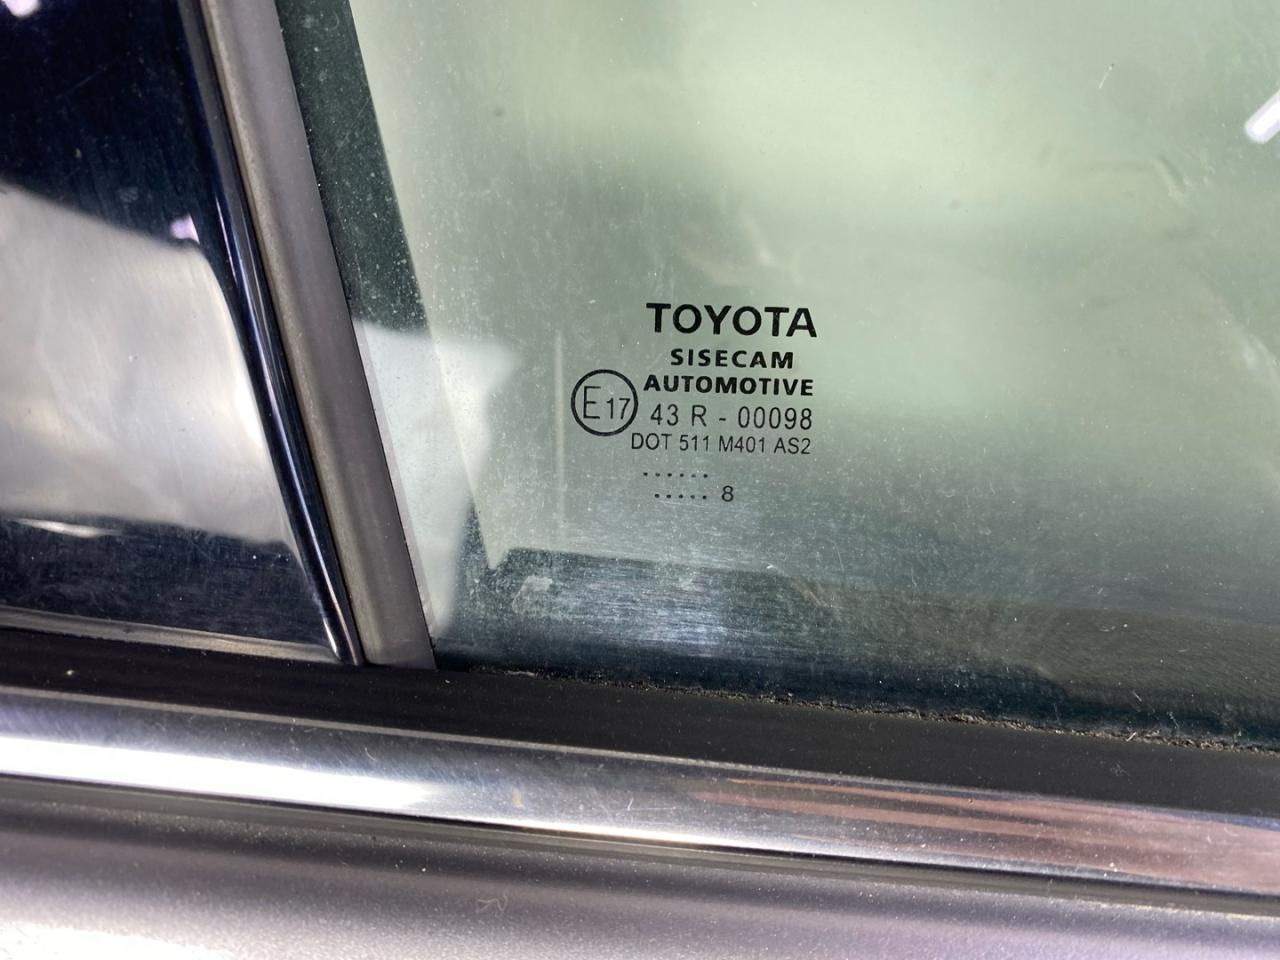 TOYOTA
SISECAM
AUTOMOTIVE
E17 43 R - 00098
DOT 511 M401 AS2
......
..... 8